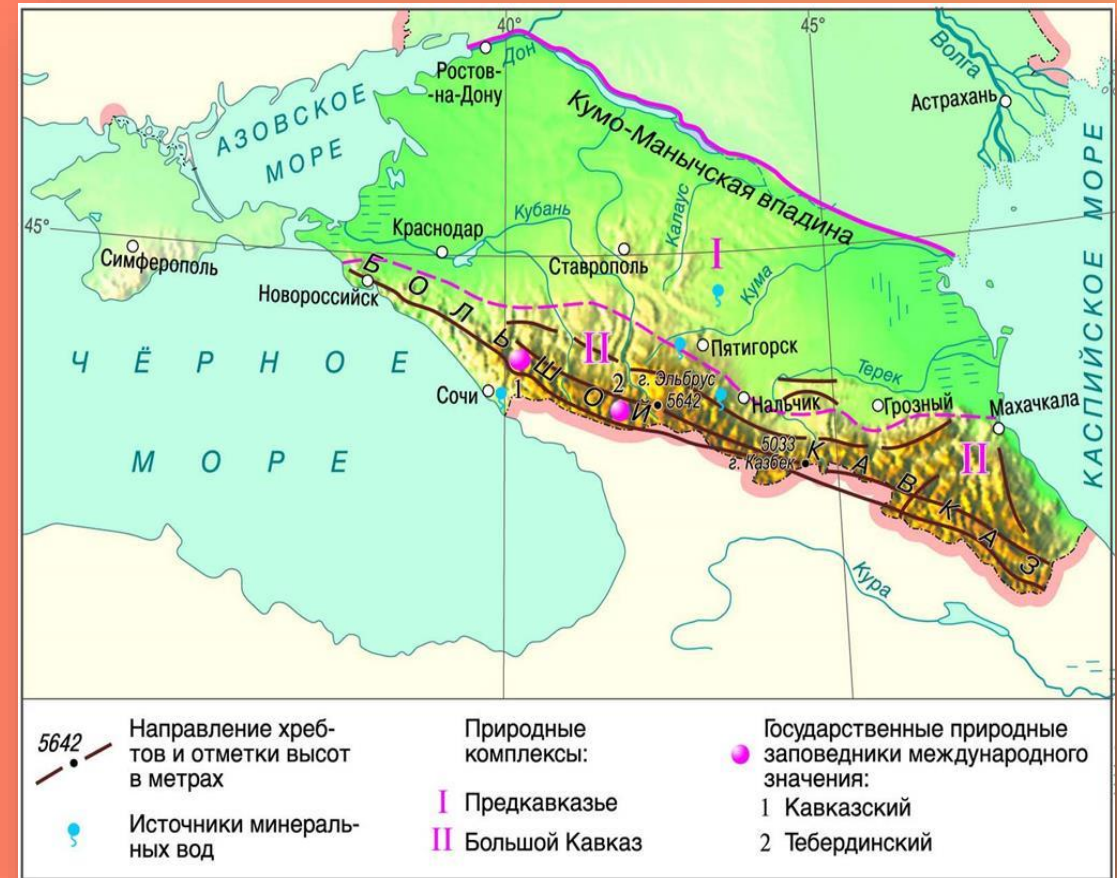 40°
45°
Дон
Ростов-
-на-Дону
Волга
Астрахань
АЗОВСКОЕ
МОРЕ
Кумо-Манычская впадина
КАСПИЙСКОЕ МОРЕ
45°
Симферополь
Краснодар
Кубань
Калаус
Ставрополь
I
Кума
Новороссийск
БОЛЬШОЙ КАВКАЗ
II
Пятигорск
ЧЁРНОЕ
МОРЕ
Сочи
1
2
г. Эльбрус
5642
Нальчик
Терек
Грозный
Махачкала
5033
г. Казбек
II
Кура
5642
Направление хреб-
тов и отметки высот
в метрах
Источники минераль-
ных вод
Природные
комплексы:
I Предкавказье
II Большой Кавказ
Государственные природные
заповедники международного
значения:
1 Кавказский
2 Тебердинский